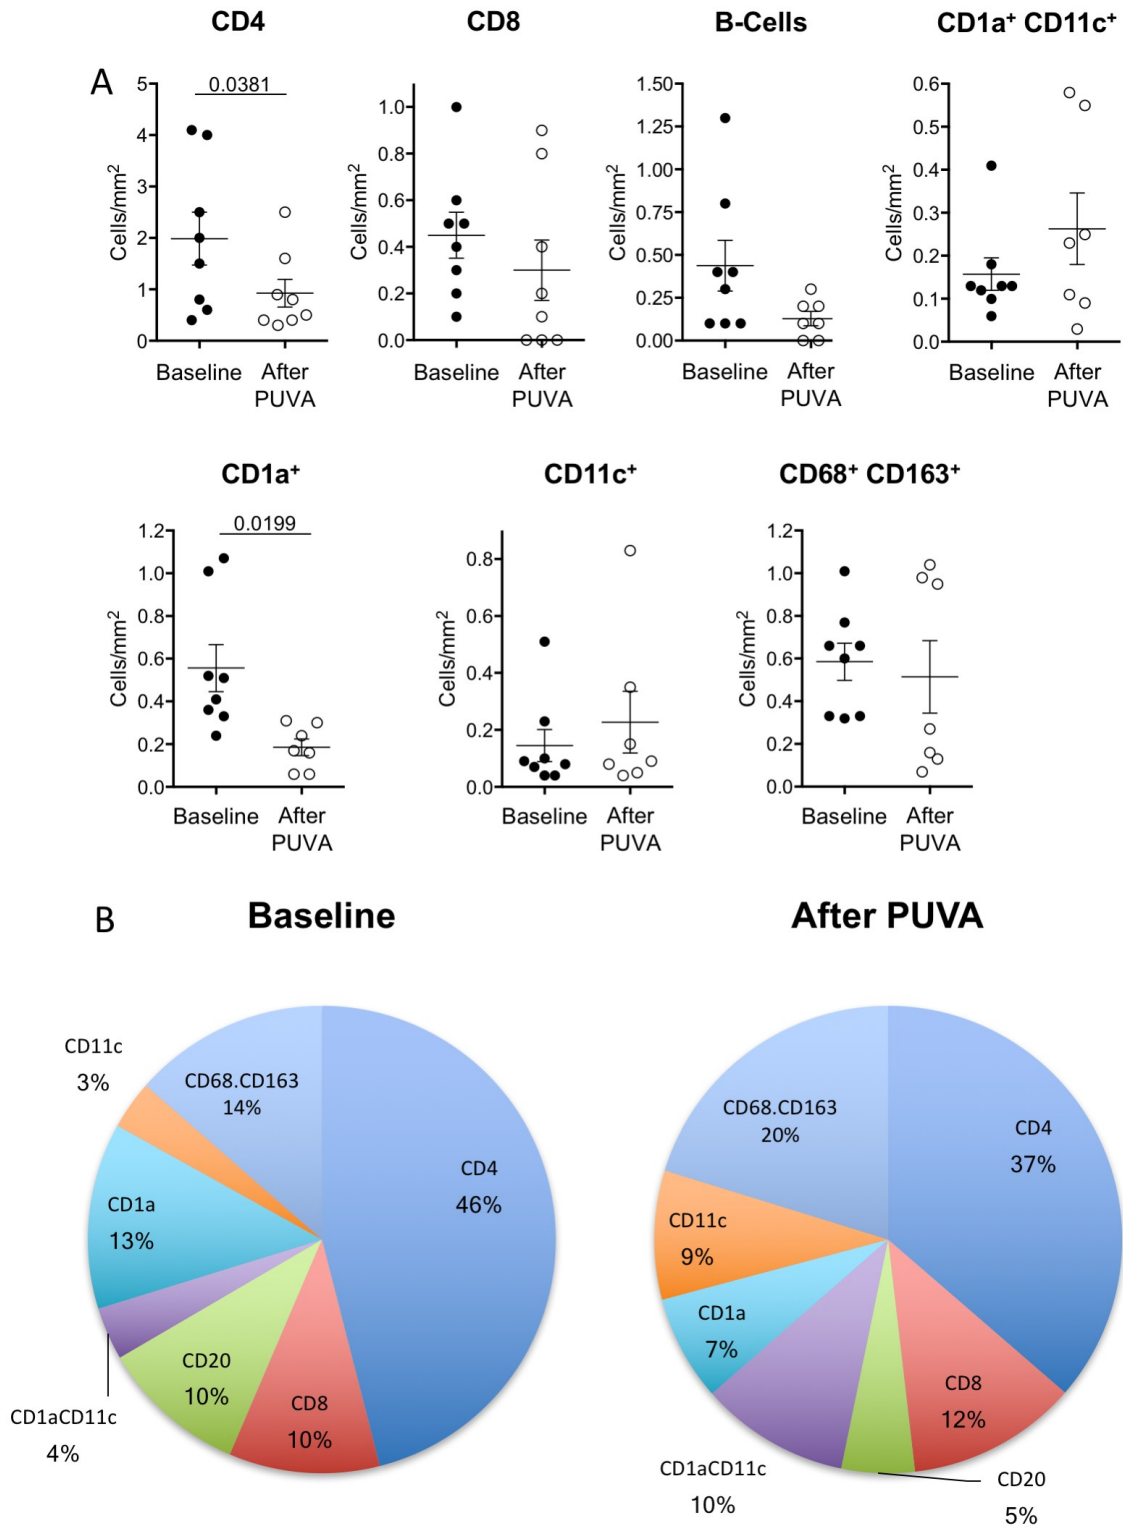 CD4
CD8
B-Cells
CD1a+ CD11c+
A
0.0381
Cells/mm2
5
4
3
2
1
0
Baseline
After
PUVA
Cells/mm2
1.0
0.8
0.6
0.4
0.2
0.0
Baseline
After
PUVA
Cells/mm2
1.50
1.25
1.00
0.75
0.50
0.25
0.00
Baseline
After
PUVA
Cells/mm2
0.6
0.5
0.4
0.3
0.2
0.1
0.0
Baseline
After
PUVA
CD1a+
CD11c+
CD68+ CD163+
0.0199
Cells/mm2
1.2
1.0
0.8
0.6
0.4
0.2
0.0
Baseline
After
PUVA
Cells/mm2
0.8
0.6
0.4
0.2
0.0
Baseline
After
PUVA
Cells/mm2
1.2
1.0
0.8
0.6
0.4
0.2
0.0
Baseline
After
PUVA
B
Baseline
After PUVA
CD11c
3%
CD68.CD163
14%
CD4
46%
CD1a
13%
CD20
10%
CD8
10%
CD1aCD11c
4%
CD68.CD163
20%
CD4
37%
CD11c
9%
CD1a
7%
CD8
12%
CD1aCD11c
10%
CD20
5%